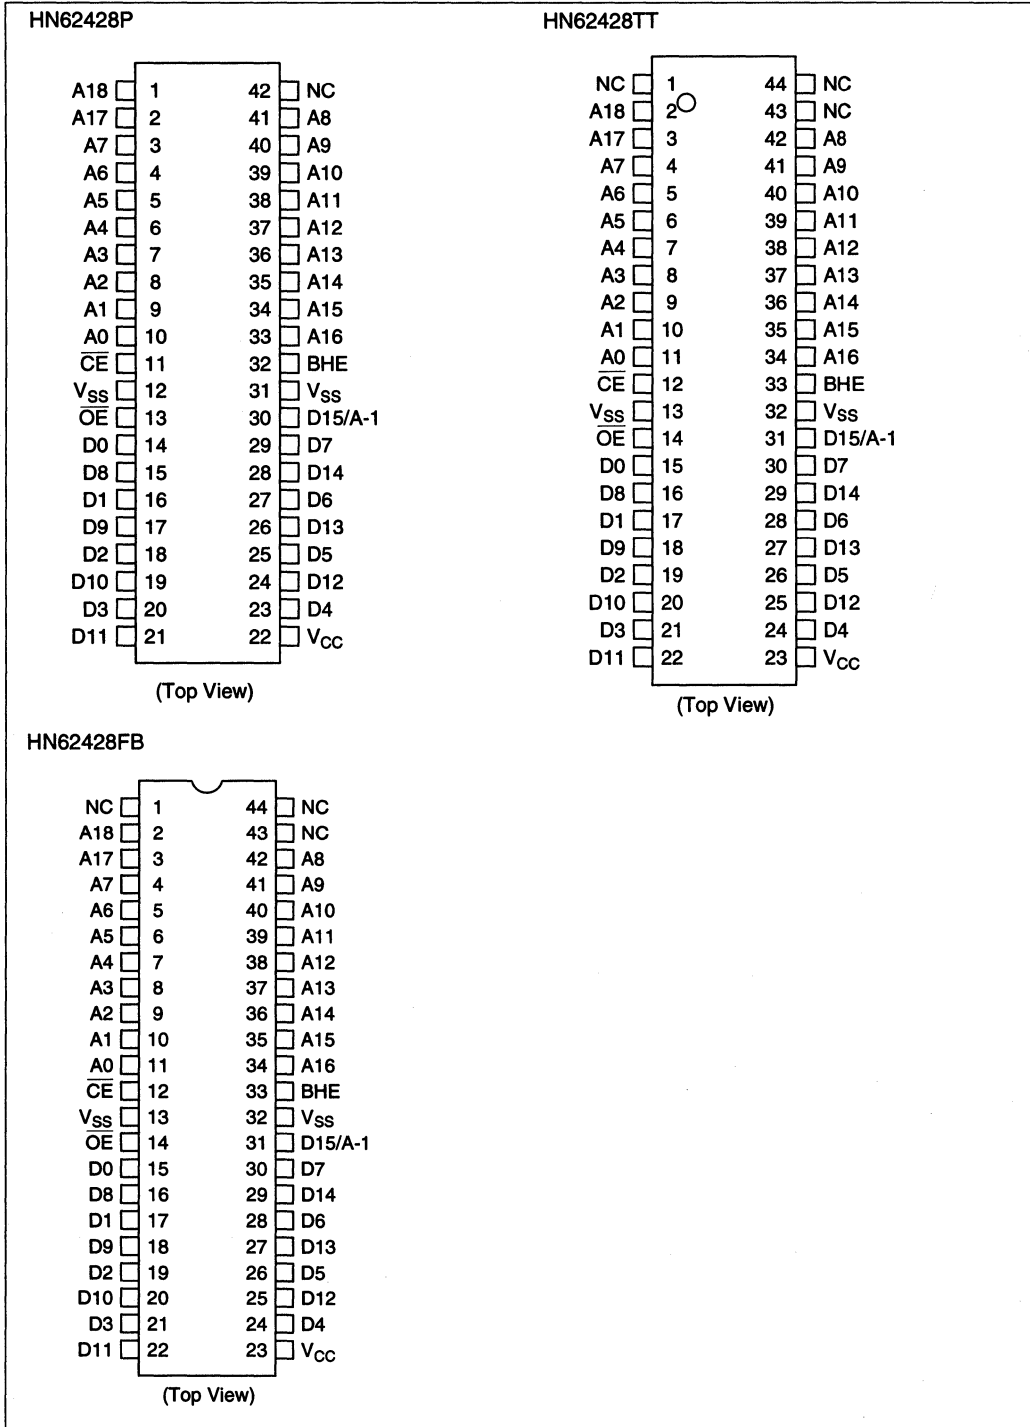 HN62428P
A18 1 42 NC
A17 2 41 A8
A7 3 40 A9
A6 4 39 A10
A5 5 38 A11
A4 6 37 A12
A3 7 36 A13
A2 8 35 A14
A1 9 34 A15
A0 10 33 A16
C̅E̅ 11 32 BHE
VSS 12 31 VSS
O̅E̅ 13 30 D15/A-1
D0 14 29 D7
D8 15 28 D14
D1 16 27 D6
D9 17 26 D13
D2 18 25 D5
D10 19 24 D12
D3 20 23 D4
D11 21 22 VCC
(Top View)
HN62428TT
NC 1 44 NC
A18 2 43 NC
A17 3 42 A8
A7 4 41 A9
A6 5 40 A10
A5 6 39 A11
A4 7 38 A12
A3 8 37 A13
A2 9 36 A14
A1 10 35 A15
A0 11 34 A16
C̅E̅ 12 33 BHE
VSS 13 32 VSS
O̅E̅ 14 31 D15/A-1
D0 15 30 D7
D8 16 29 D14
D1 17 28 D6
D9 18 27 D13
D2 19 26 D5
D10 20 25 D12
D3 21 24 D4
D11 22 23 VCC
(Top View)
HN62428FB
NC 1 44 NC
A18 2 43 NC
A17 3 42 A8
A7 4 41 A9
A6 5 40 A10
A5 6 39 A11
A4 7 38 A12
A3 8 37 A13
A2 9 36 A14
A1 10 35 A15
A0 11 34 A16
C̅E̅ 12 33 BHE
VSS 13 32 VSS
O̅E̅ 14 31 D15/A-1
D0 15 30 D7
D8 16 29 D14
D1 17 28 D6
D9 18 27 D13
D2 19 26 D5
D10 20 25 D12
D3 21 24 D4
D11 22 23 VCC
(Top View)